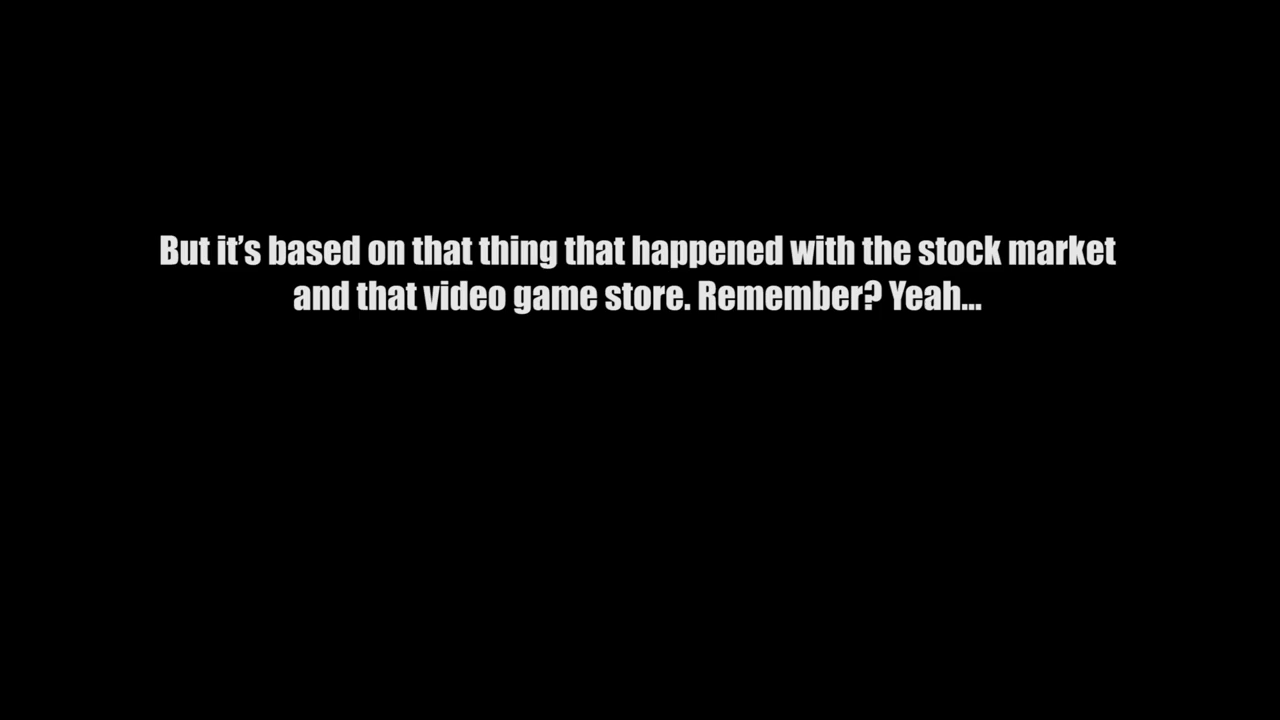 But it’s based on that thing that happened with the stock market
and that video game store. Remember? Yeah...